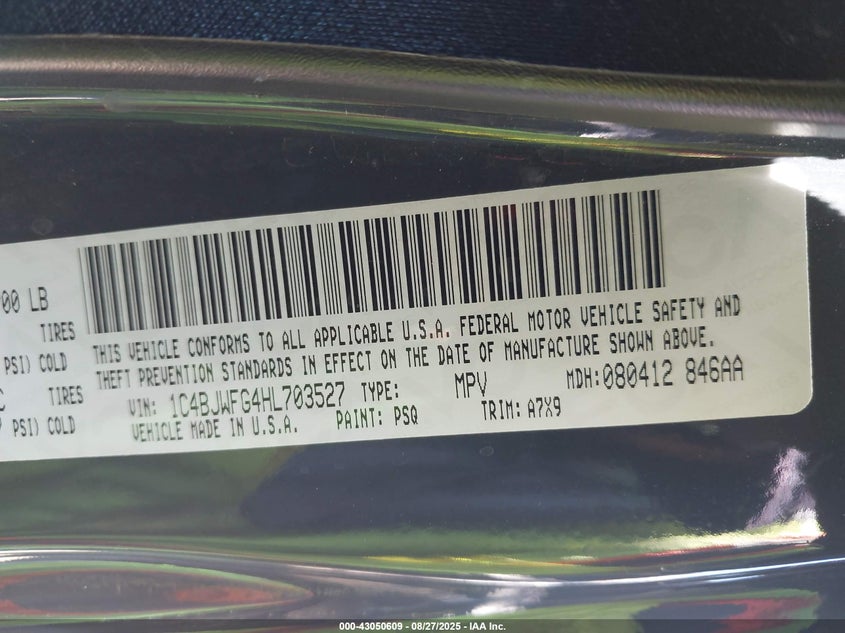 00 LB
TIRES
PSI) COLD
TIRES
PSI) COLD
THIS VEHICLE CONFORMS TO ALL APPLICABLE U.S.A. FEDERAL MOTOR VEHICLE SAFETY AND
THEFT PREVENTION STANDARDS IN EFFECT ON THE DATE OF MANUFACTURE SHOWN ABOVE.
VIN: 1C4BJWFG4HL703527 TYPE: MPV MDH:080412 846AA
VEHICLE MADE IN U.S.A. PAINT: PSQ TRIM: A7X9
000-43050609 - 08/27/2025 - IAA Inc.